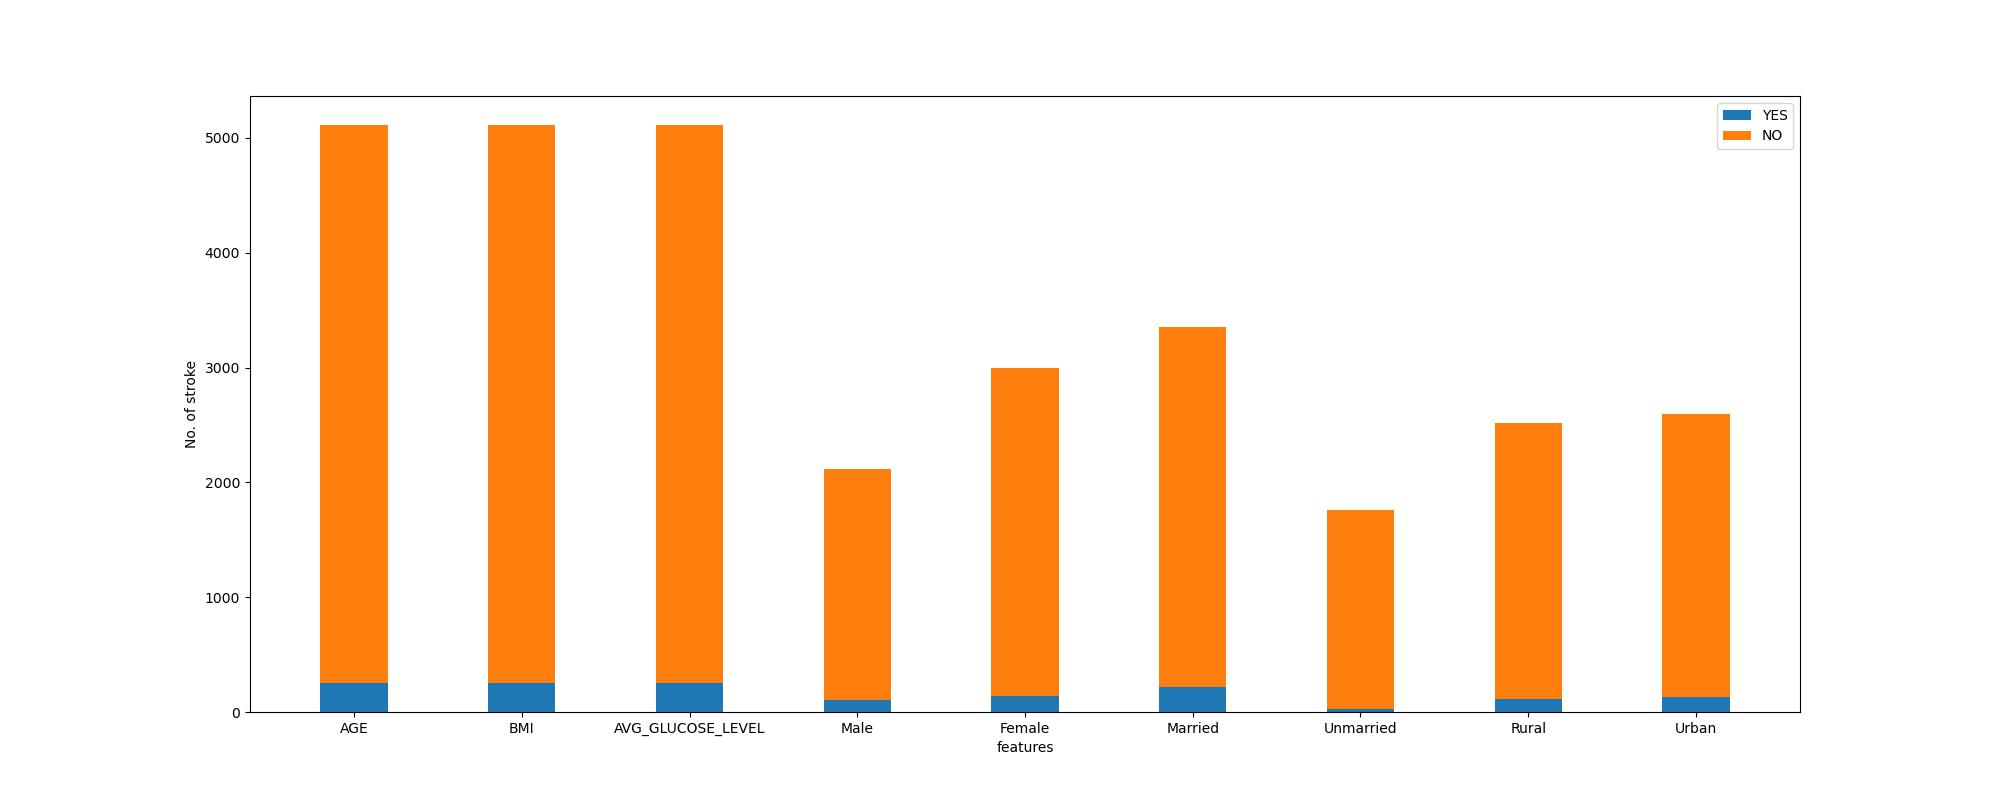 YES
NO
5000
4000
3000
2000
1000
0
No. of stroke
AGE BMI AVG_GLUCOSE_LEVEL Male Female Married Unmarried Rural Urban
features